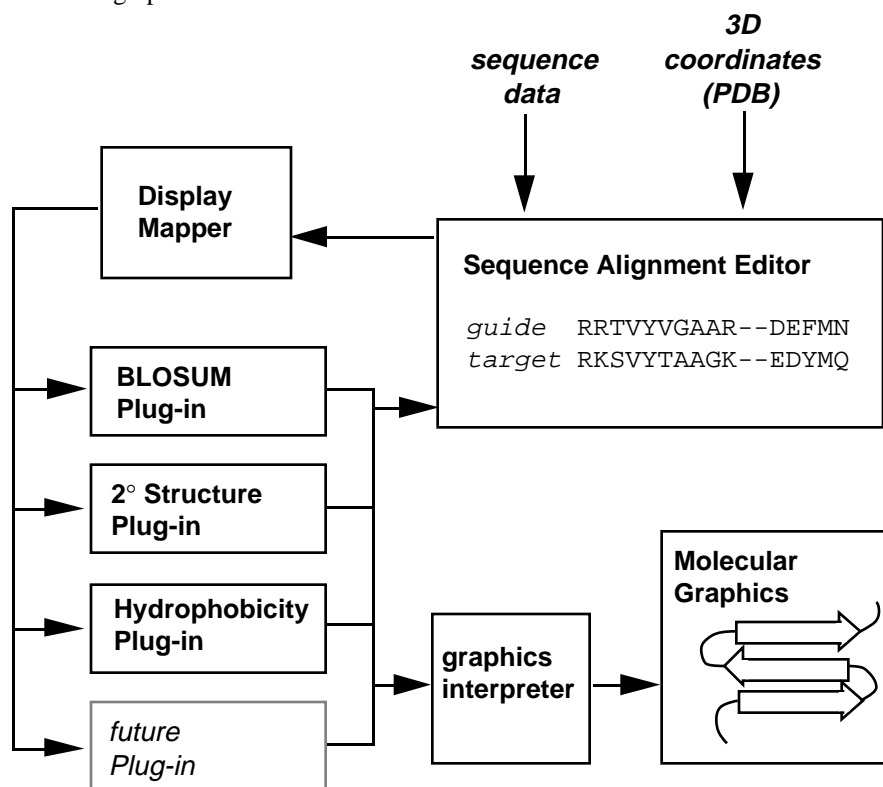 3D
coordinates
(PDB)
sequence
data
Display
Mapper
Sequence Alignment Editor
guide RRTVYVGAAR--DEFMN
target RKSVYTAAGK--EDYMQ
BLOSUM
Plug-in
2° Structure
Plug-in
Hydrophobicity
Plug-in
future
Plug-in
graphics
interpreter
Molecular
Graphics